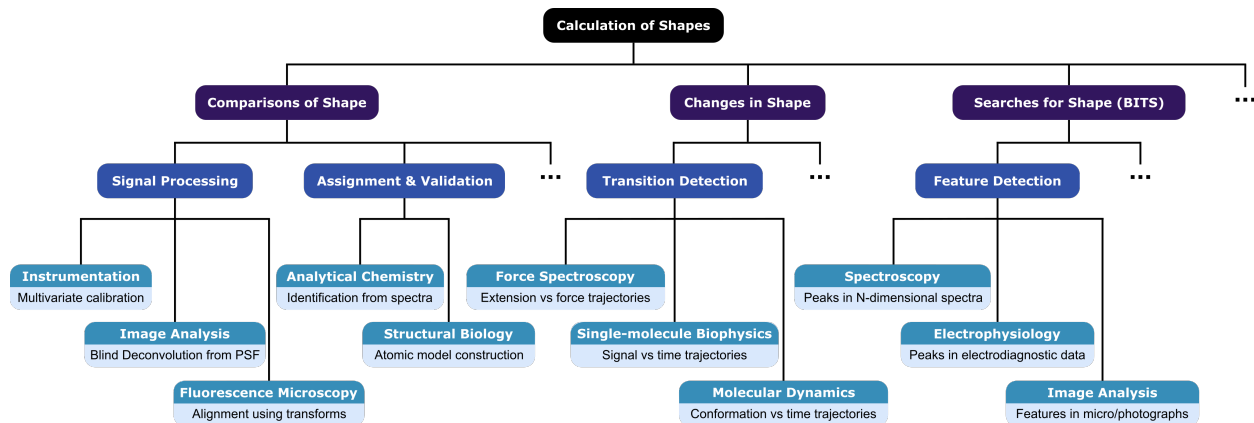 Calculation of Shapes
Comparisons of Shape
Changes in Shape
Searches for Shape (BITS)
...
Signal Processing
Assignment & Validation
...
Transition Detection
...
Feature Detection
...
Instrumentation
Multivariate calibration
Analytical Chemistry
Identification from spectra
Force Spectroscopy
Extension vs force trajectories
Spectroscopy
Peaks in N-dimensional spectra
Image Analysis
Blind Deconvolution from PSF
Structural Biology
Atomic model construction
Single-molecule Biophysics
Signal vs time trajectories
Electrophysiology
Peaks in electrodiagnostic data
Fluorescence Microscopy
Alignment using transforms
Molecular Dynamics
Conformation vs time trajectories
Image Analysis
Features in micro/photographs